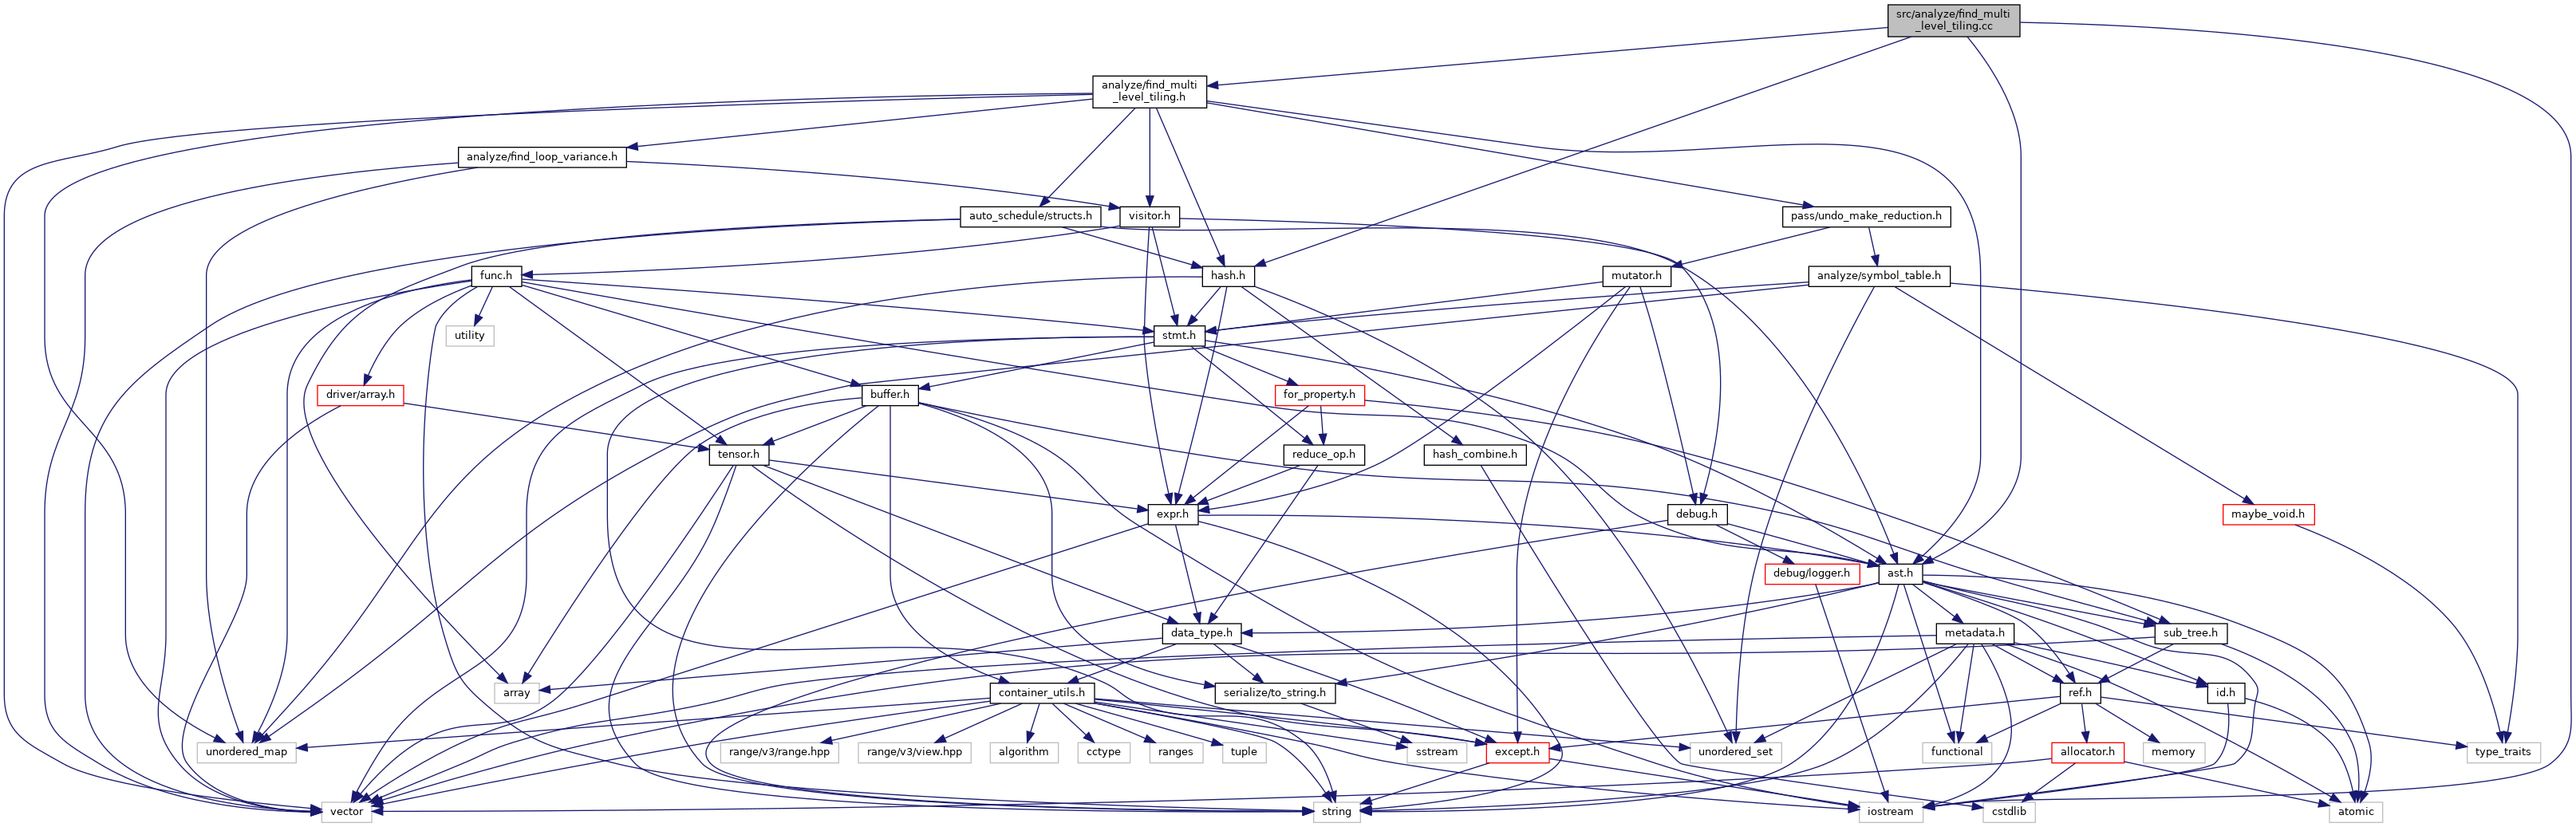 src/analyze/find_multi
_level_tiling.cc
analyze/find_multi
_level_tiling.h
analyze/find_loop_variance.h
auto_schedule/structs.h
visitor.h
pass/undo_make_reduction.h
func.h
hash.h
mutator.h
analyze/symbol_table.h
utility
stmt.h
driver/array.h
buffer.h
for_property.h
tensor.h
reduce_op.h
hash_combine.h
expr.h
debug.h
maybe_void.h
debug/logger.h
ast.h
data_type.h
metadata.h
sub_tree.h
array
container_utils.h
serialize/to_string.h
ref.h
id.h
unordered_map
range/v3/range.hpp
range/v3/view.hpp
algorithm
cctype
ranges
tuple
sstream
except.h
unordered_set
functional
allocator.h
memory
type_traits
vector
string
iostream
cstdlib
atomic